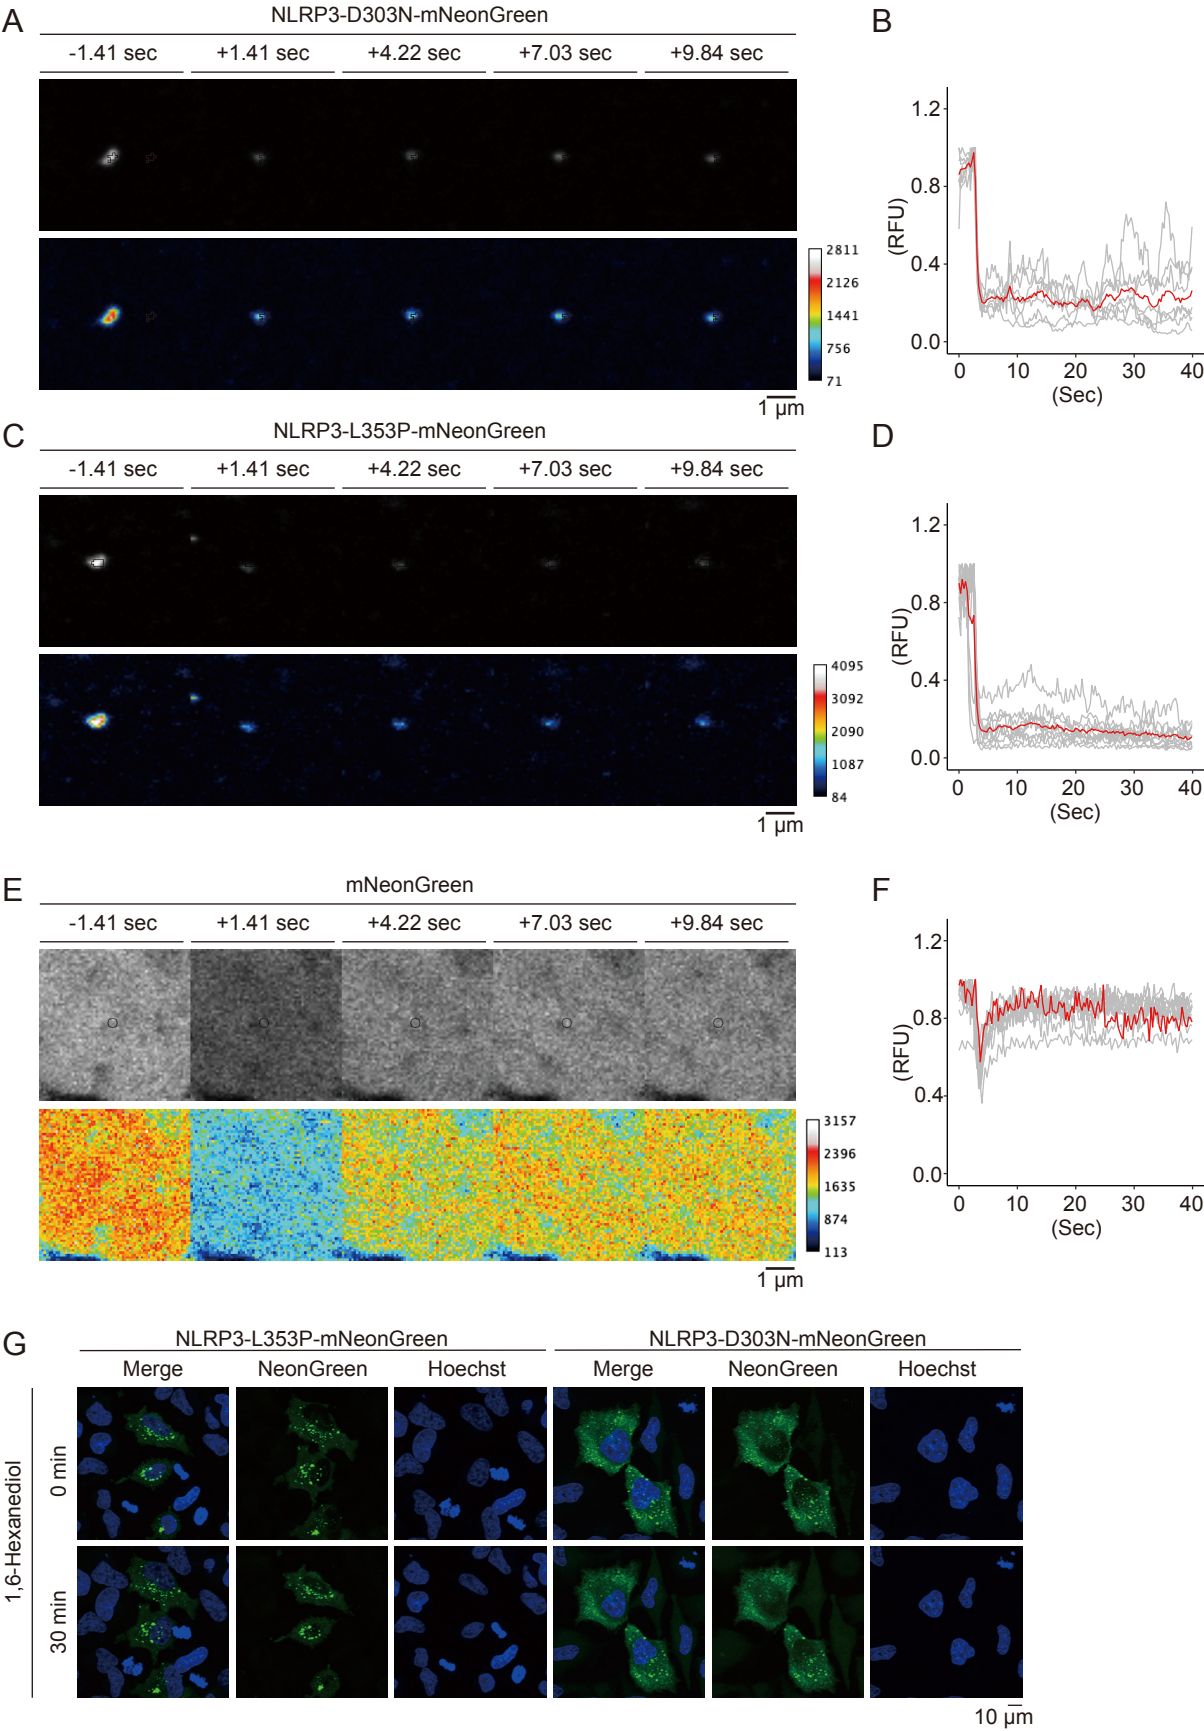 A
NLRP3-D303N-mNeonGreen
-1.41 sec +1.41 sec +4.22 sec +7.03 sec +9.84 sec
2811
2126
1441
756
71
1 μm
B
1.2
0.8
0.4
0.0
(RFU)
0 10 20 30 40
(Sec)
C
NLRP3-L353P-mNeonGreen
-1.41 sec +1.41 sec +4.22 sec +7.03 sec +9.84 sec
4095
3092
2090
1087
84
1 μm
D
1.2
0.8
0.4
0.0
(RFU)
0 10 20 30 40
(Sec)
E
mNeonGreen
-1.41 sec +1.41 sec +4.22 sec +7.03 sec +9.84 sec
3157
2396
1635
874
113
1 μm
F
1.2
0.8
0.4
0.0
(RFU)
0 10 20 30 40
(Sec)
G
NLRP3-L353P-mNeonGreen NLRP3-D303N-mNeonGreen
Merge NeonGreen Hoechst Merge NeonGreen Hoechst
1,6-Hexanediol
0 min
30 min
10 μm